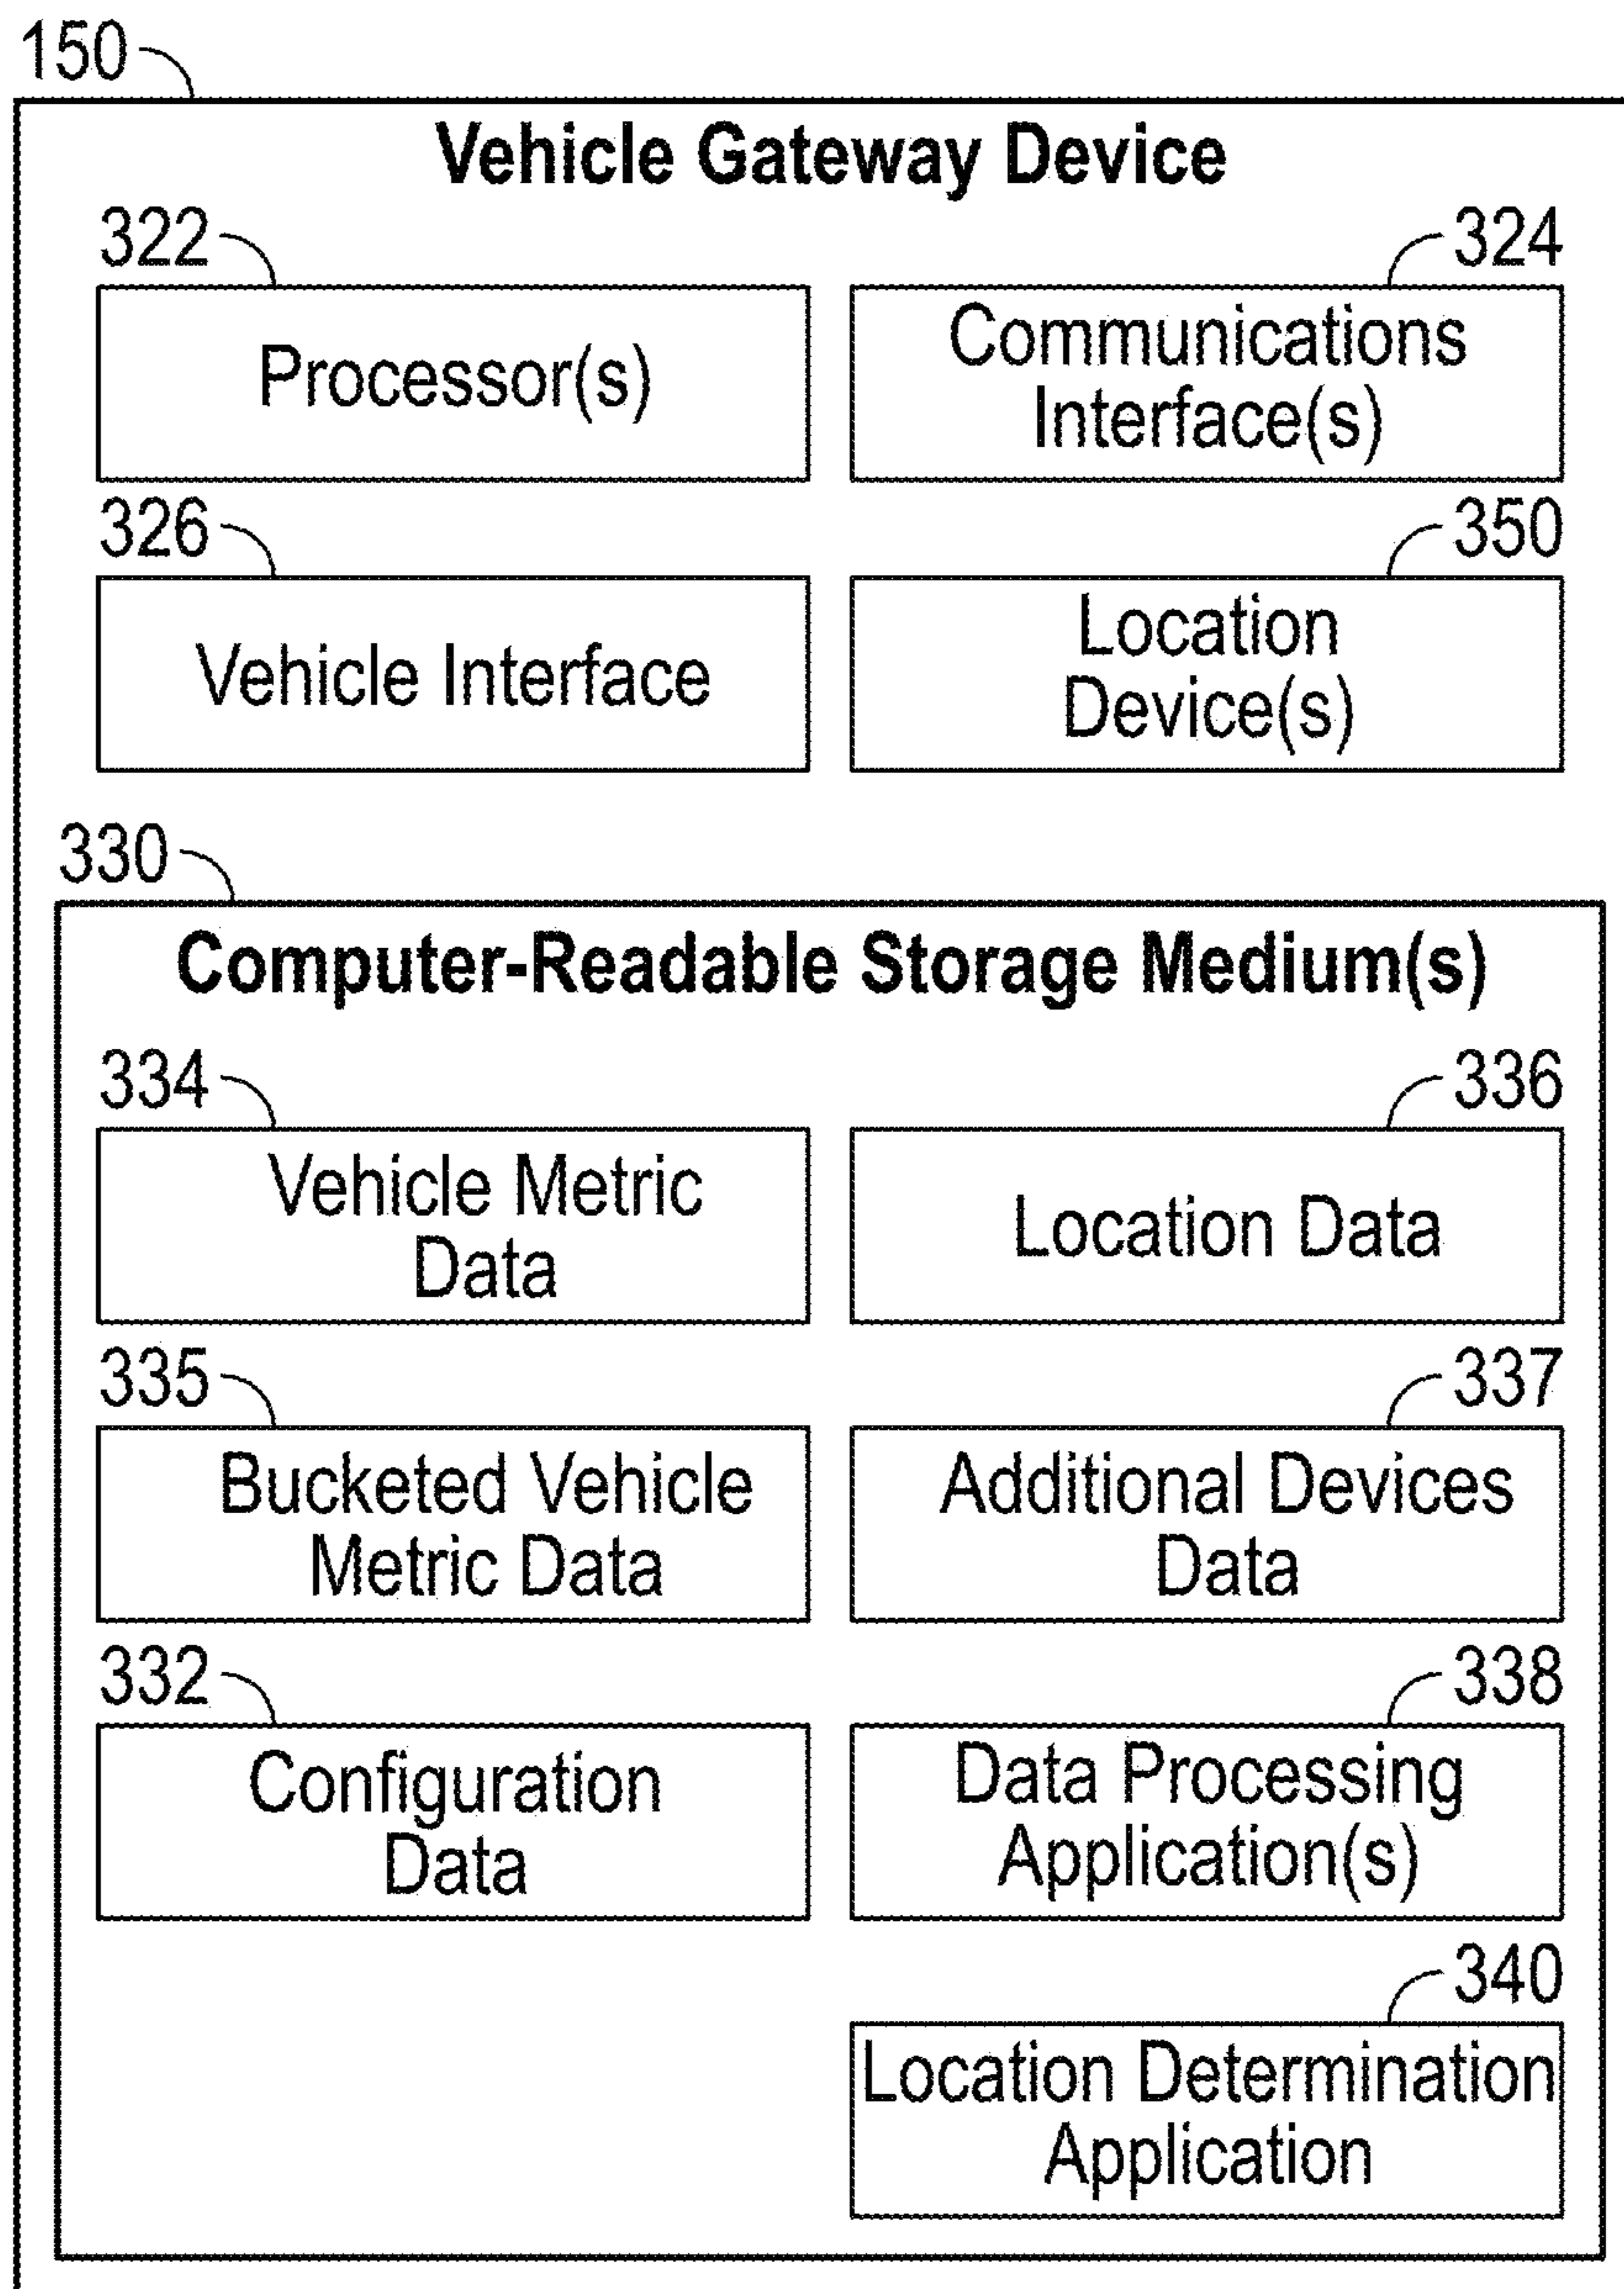 150
Vehicle Gateway Device
322
324
Processor(s)
Communications
Interface(s)
326
350
Vehicle Interface
Location
Device(s)
330
Computer-Readable Storage Medium(s)
334
336
Vehicle Metric
Data
Location Data
335
337
Bucketed Vehicle
Metric Data
Additional Devices
Data
332
338
Configuration
Data
Data Processing
Application(s)
340
Location Determination
Application